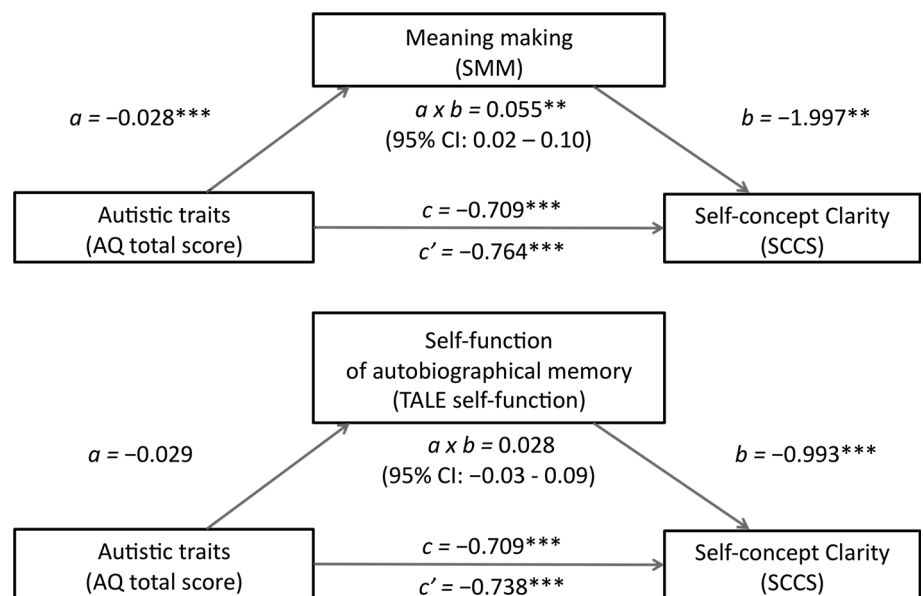 Meaning making
(SMM)
a = −0.028***
a x b = 0.055**
(95% CI: 0.02 – 0.10)
b = −1.997**
Autistic traits
(AQ total score)
c = −0.709***
c’ = −0.764***
Self-concept Clarity
(SCCS)
Self-function
of autobiographical memory
(TALE self-function)
a = −0.029
a x b = 0.028
(95% CI: −0.03 - 0.09)
b = −0.993***
Autistic traits
(AQ total score)
c = −0.709***
c’ = −0.738***
Self-concept Clarity
(SCCS)